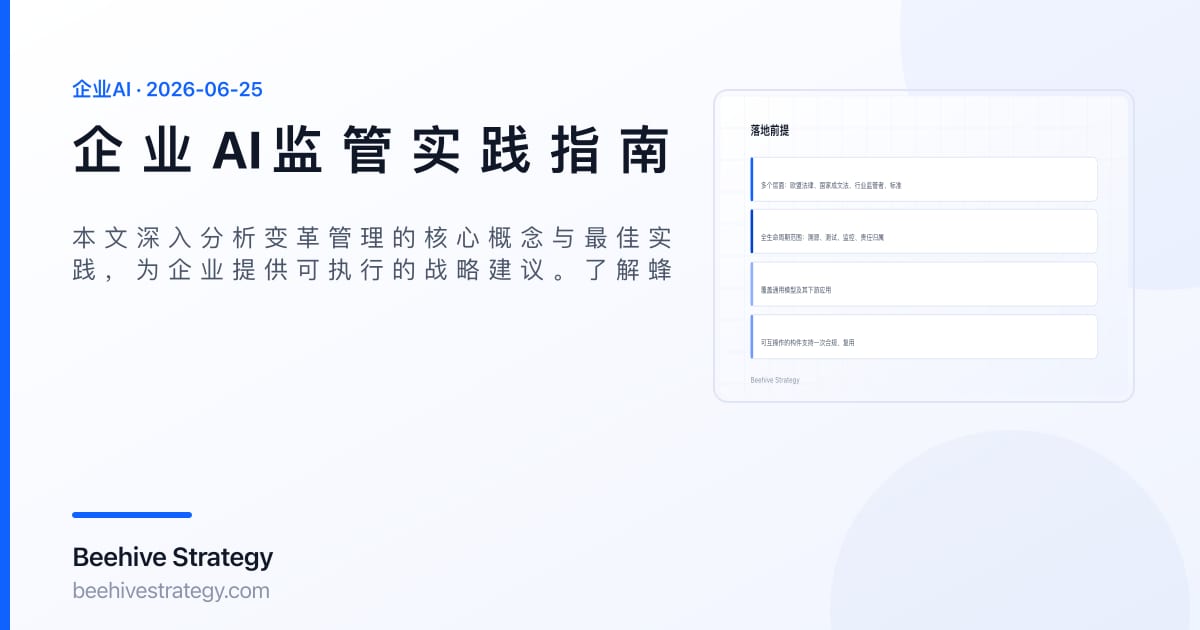 企业AI · 2026-06-25
企业AI监管实践指南
本文深入分析变革管理的核心概念与最佳实
践，为企业提供可执行的战略建议。了解蜂
Beehive Strategy
beehivestrategy.com
落地前提
多个层面：欧盟法律、国家成文法、行业监管者、标准
全生命周期范围：溯源、测试、监控、责任归属
覆盖通用模型及其下游应用
可互操作的构件支持一次合规、复用
Beehive Strategy